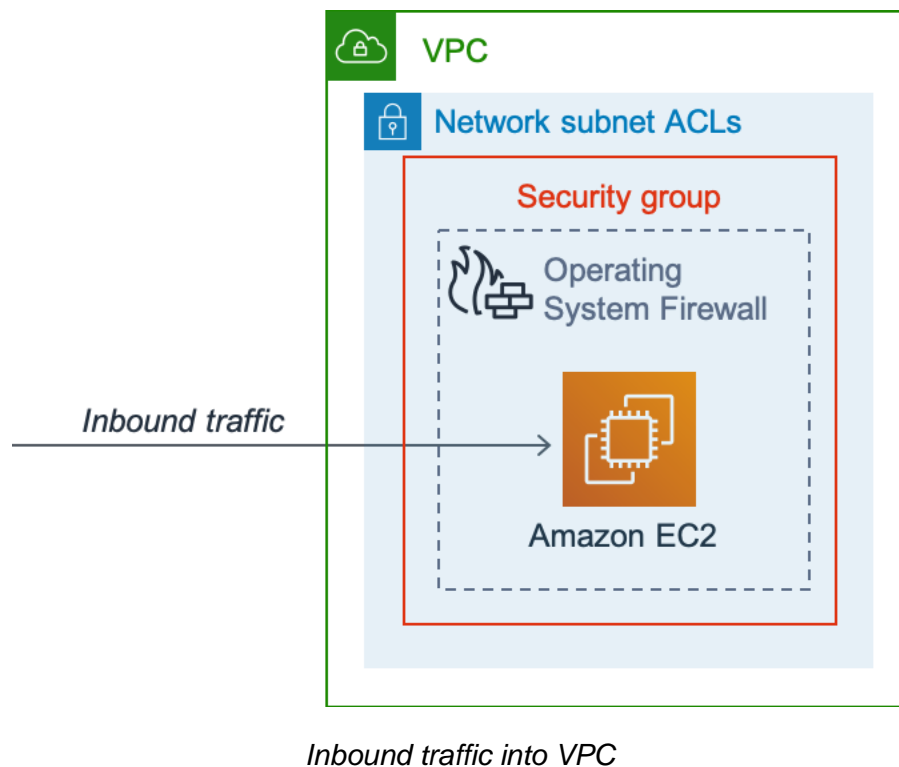 VPC
Network subnet ACLs
Security group
Operating
System Firewall
Inbound traffic
Amazon EC2
Inbound traffic into VPC